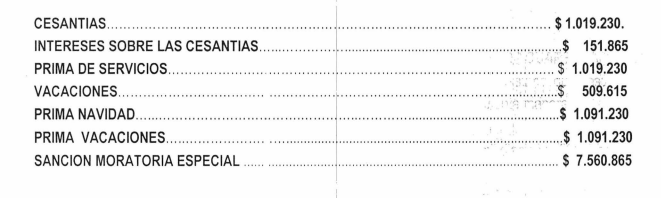 CESANTIAS.......................................................................................................................... $ 1.019.230.
INTERESES SOBRE LAS CESANTIAS.................................................................................$ 151.865
PRIMA DE SERVICIOS........................................................................................................ $ 1.019.230
VACACIONES.......................................................................................................................$ 509.615
PRIMA NAVIDAD..................................................................................................................$ 1.091.230
PRIMA VACACIONES........................................................................................................... $ 1.091.230
SANCION MORATORIA ESPECIAL ...... ................................................................................ $ 7.560.865